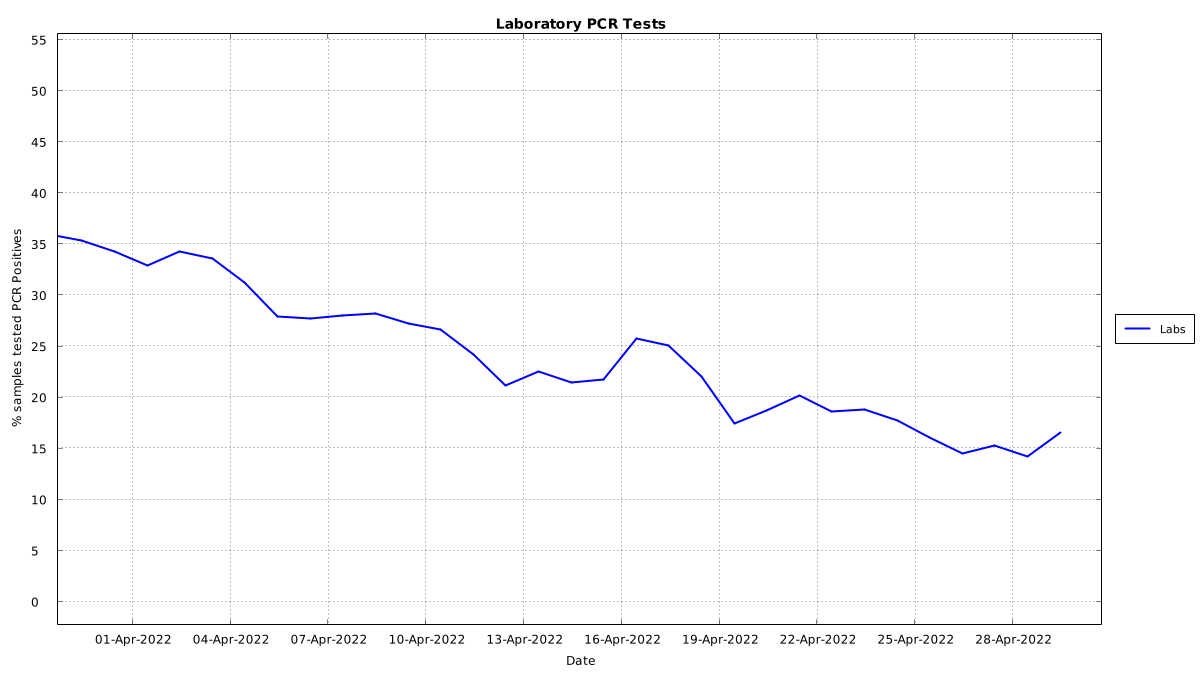 Laboratory PCR Tests
55
50
45
40
35
30
25
20
15
10
5
0
% samples tested PCR Positives
01-Apr-2022 04-Apr-2022 07-Apr-2022 10-Apr-2022 13-Apr-2022 16-Apr-2022 19-Apr-2022 22-Apr-2022 25-Apr-2022 28-Apr-2022
Date
Labs